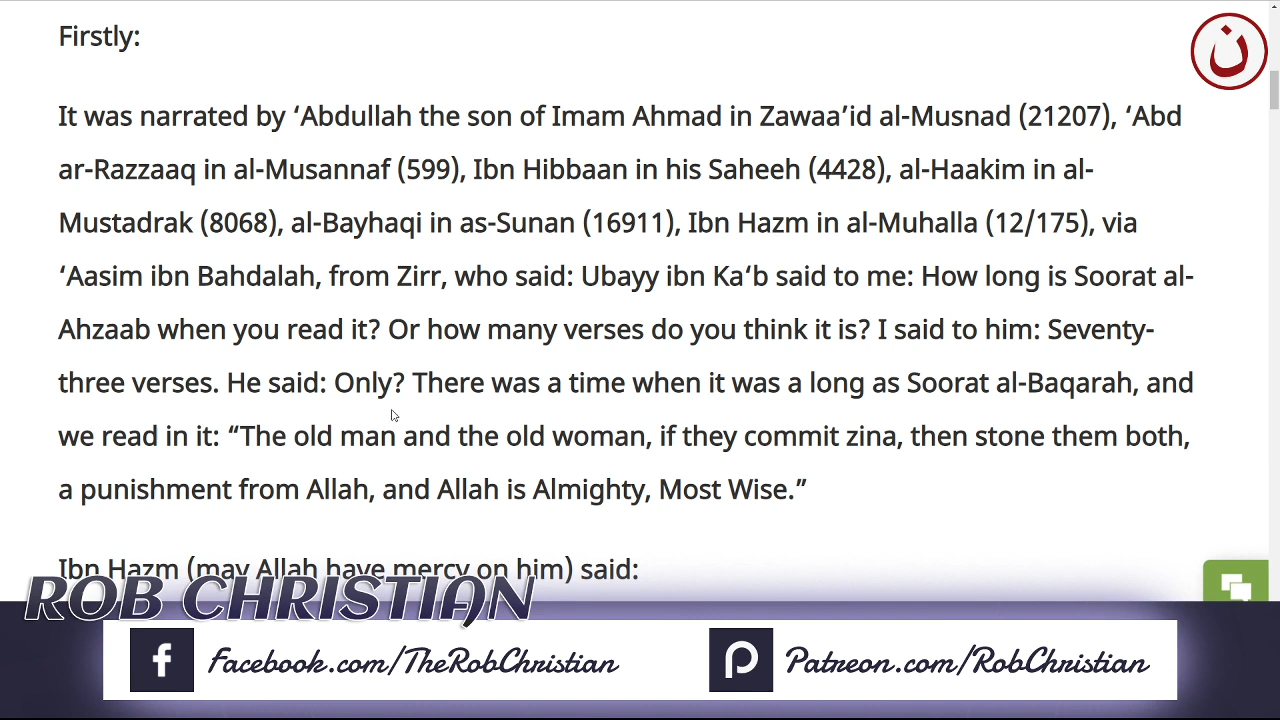 Firstly:
It was narrated by ‘Abdullah the son of Imam Ahmad in Zawaa’id al-Musnad (21207), ‘Abd
ar-Razzaaq in al-Musannaf (599), Ibn Hibbaan in his Saheeh (4428), al-Haakim in al-
Mustadrak (8068), al-Bayhaqi in as-Sunan (16911), Ibn Hazm in al-Muhalla (12/175), via
‘Aasim ibn Bahdalah, from Zirr, who said: Ubayy ibn Ka‘b said to me: How long is Soorat al-
Ahzaab when you read it? Or how many verses do you think it is? I said to him: Seventy-
three verses. He said: Only? There was a time when it was a long as Soorat al-Baqarah, and
we read in it: “The old man and the old woman, if they commit zina, then stone them both,
a punishment from Allah, and Allah is Almighty, Most Wise.”
Ibn Hazm (may Allah have mercy on him) said:
ن
ROB CHRISTIAN
f Facebook.com/TheRobChristian
Patreon.com/RobChristian